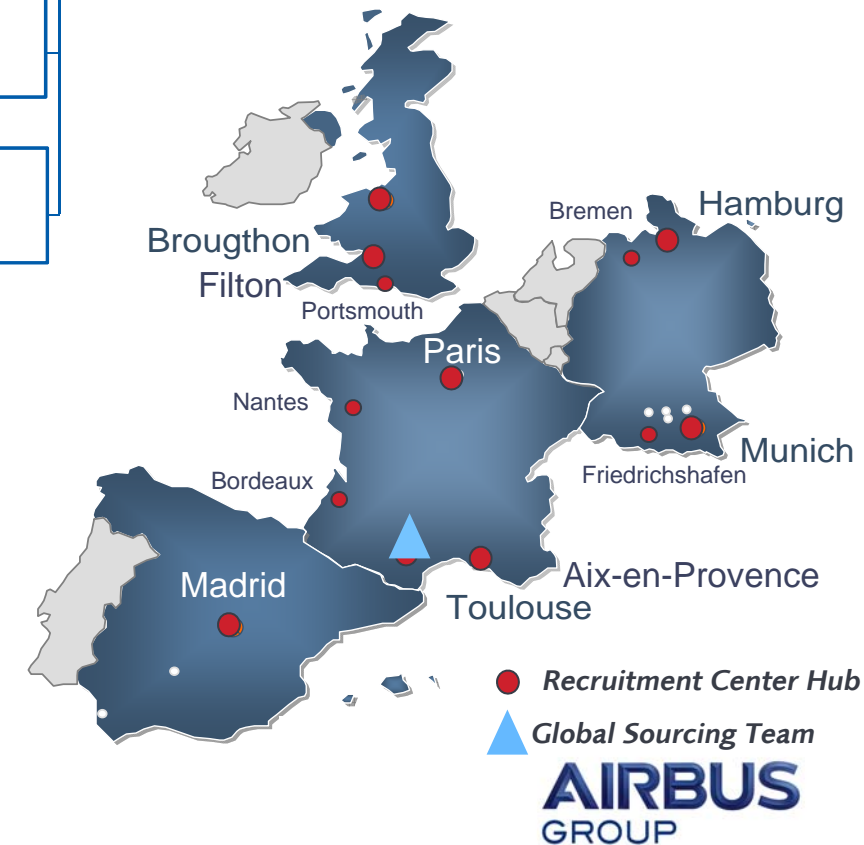 Bremen
Hamburg
Brougthon
Filton
Portsmouth
Paris
Nantes
Munich
Friedrichshafen
Bordeaux
Madrid
Aix-en-Provence
Toulouse
Recruitment Center Hub
Global Sourcing Team
AIRBUS
GROUP